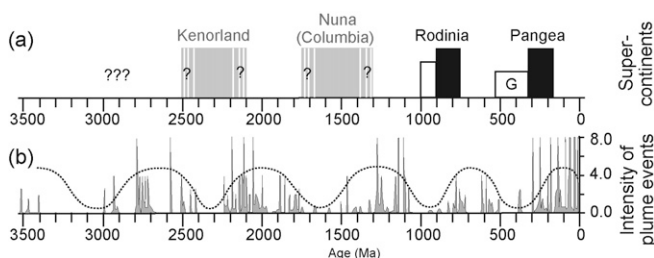 (a)
Kenorland
Nuna
(Columbia)
Rodinia
Pangea
???
?
?
?
?
G
Super-
continents
3500 3000 2500 2000 1500 1000 500 0
(b)
8.0
4.0
0.0
Intensity of
plume events
3500 3000 2500 2000 1500 1000 500 0
Age (Ma)